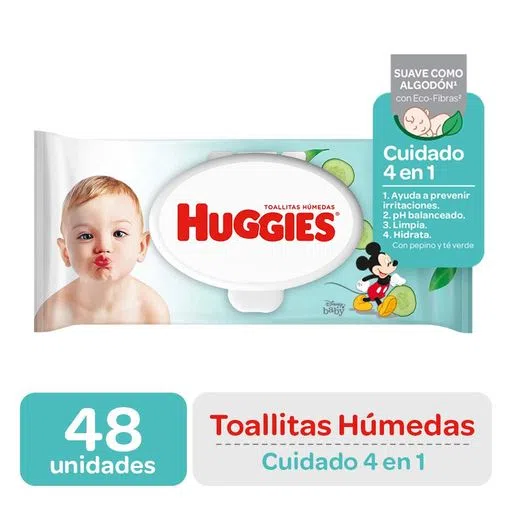 SUAVE COMO
ALGODÓN¹
con Eco-Fibras²
Cuidado
4 en 1
1. Ayuda a prevenir
irritaciones.
2. pH balanceado.
3. Limpia.
4. Hidrata.
Con pepino y té verde
TOALLITAS HÚMEDAS
HUGGIES®
Disney
baby
48
unidades
Toallitas Húmedas
Cuidado 4 en 1